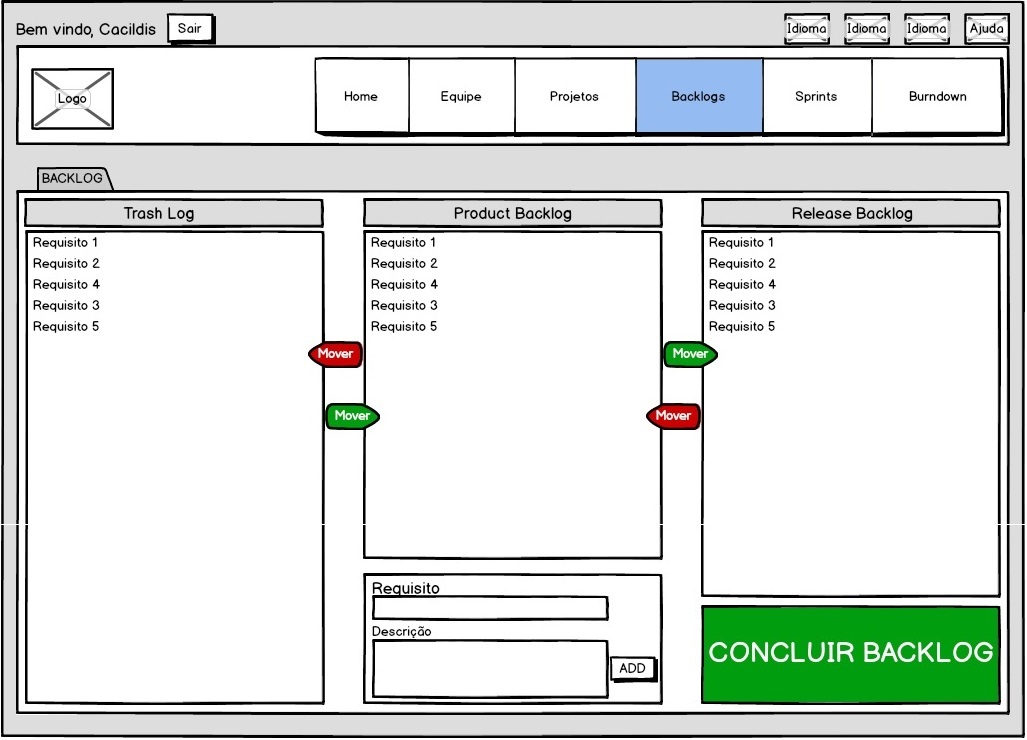 Bem vindo, Cacildis
Sair
Idioma
Idioma
Idioma
Ajuda
Logo
Home
Equipe
Projetos
Backlogs
Sprints
Burndown
BACKLOG
Trash Log
Requisito 1
Requisito 2
Requisito 4
Requisito 3
Requisito 5
Mover
Mover
Product Backlog
Requisito 1
Requisito 2
Requisito 4
Requisito 3
Requisito 5
Requisito
Descrição
ADD
Mover
Mover
Release Backlog
Requisito 1
Requisito 2
Requisito 4
Requisito 3
Requisito 5
CONCLUIR BACKLOG